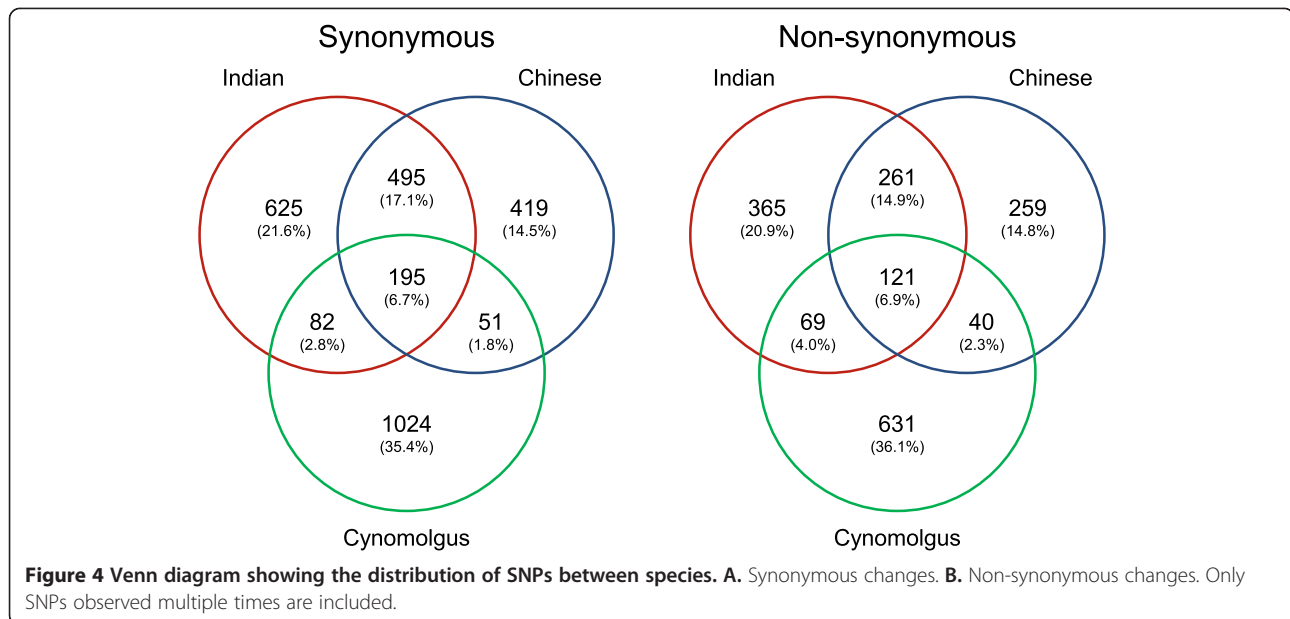 Synonymous
Indian
Chinese
495
(17.1%)
625
(21.6%)
419
(14.5%)
195
(6.7%)
82
(2.8%)
51
(1.8%)
1024
(35.4%)
Cynomolgus
Non-synonymous
Indian
Chinese
261
(14.9%)
365
(20.9%)
259
(14.8%)
121
(6.9%)
69
(4.0%)
40
(2.3%)
631
(36.1%)
Cynomolgus
Figure 4 Venn diagram showing the distribution of SNPs between species. A. Synonymous changes. B. Non-synonymous changes. Only
SNPs observed multiple times are included.